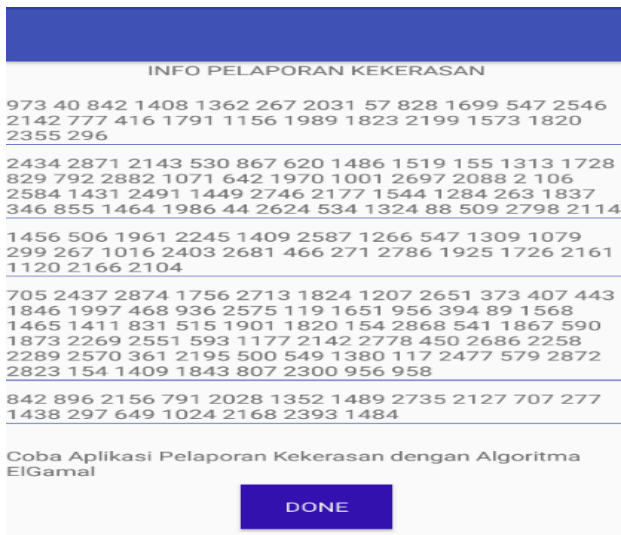 INFO PELAPORAN KEKERASAN
973 40 842 1408 1362 267 2031 57 828 1699 547 2546
2142 777 416 1791 1156 1989 1823 2199 1573 1820
2355 296
2434 2871 2143 530 867 620 1486 1519 155 1313 1728
829 792 2882 1071 642 1970 1001 2697 2088 2 106
2584 1431 2491 1449 2746 2177 1544 1284 263 1837
346 855 1464 1986 44 2624 534 1324 88 509 2798 2114
1456 506 1961 2245 1409 2587 1266 547 1309 1079
299 267 1016 2403 2681 466 271 2786 1925 1726 2161
1120 2166 2104
705 2437 2874 1756 2713 1824 1207 2651 373 407 443
1846 1997 468 936 2575 119 1651 956 394 89 1568
1465 1411 831 515 1901 1820 154 2868 541 1867 590
1873 2269 2551 593 1177 2142 2778 450 2686 2258
2289 2570 361 2195 500 549 1380 117 2477 579 2872
2823 154 1409 1843 807 2300 956 958
842 896 2156 791 2028 1352 1489 2735 2127 707 277
1438 297 649 1024 2168 2393 1484
Coba Aplikasi Pelaporan Kekerasan dengan Algoritma
ElGamal
DONE